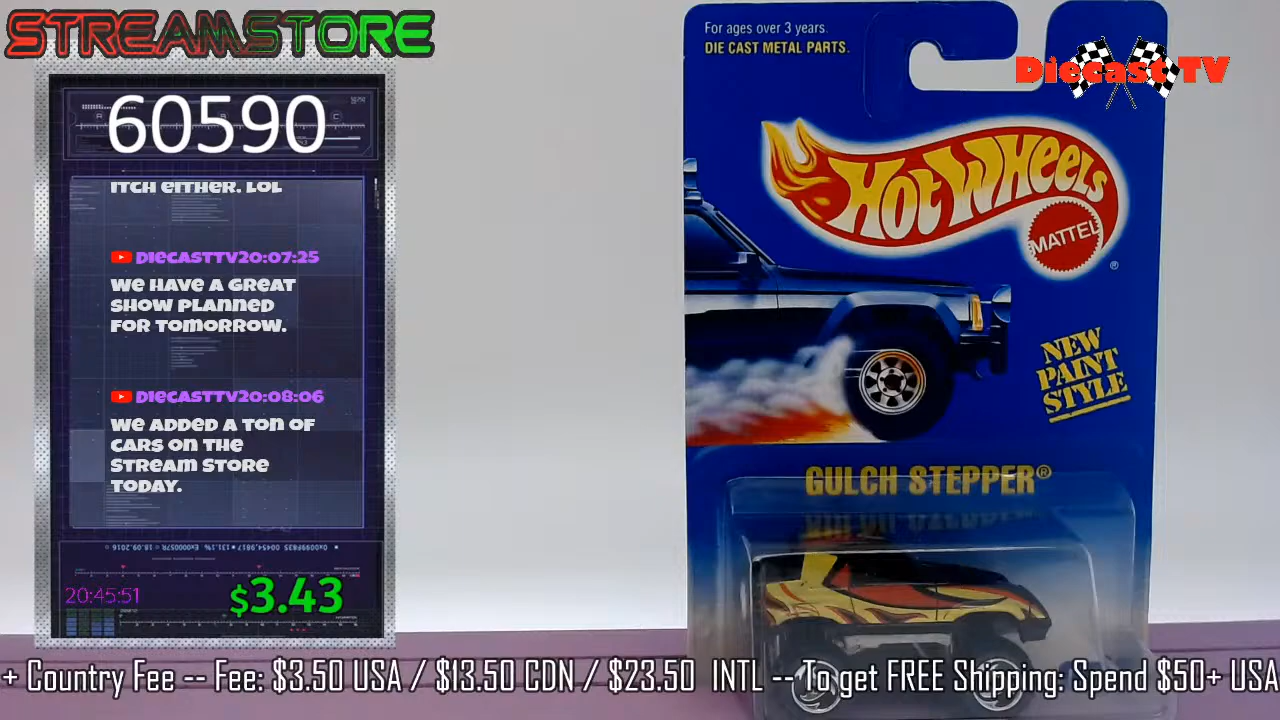 STREAMSTORE
60590
ITCH EITHER. LOL
DIECASTTV20:07:25
WE HAVE A GREAT
SHOW PLANNED
FOR TOMORROW.
DIECASTTV20:08:06
WE ADDED A TON OF
CARS ON THE
STREAM STORE
TODAY.
20:45:51
$3.43
For ages over 3 years.
DIE CAST METAL PARTS.
Diecast TV
HOT WHEELS
MATTEL
®
NEW
PAINT
STYLE
GULCH STEPPER®
+ Country Fee -- Fee: $3.50 USA / $13.50 CDN / $23.50 INTL -- To get FREE Shipping: Spend $50+ USA